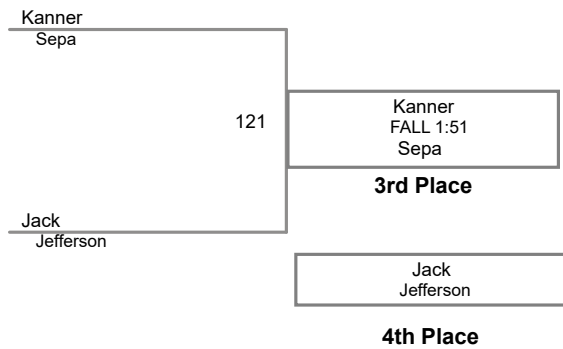 Kanner
Sepa
121
Kanner
FALL 1:51
Sepa
3rd Place
Jack
Jefferson
Jack
Jefferson
4th Place